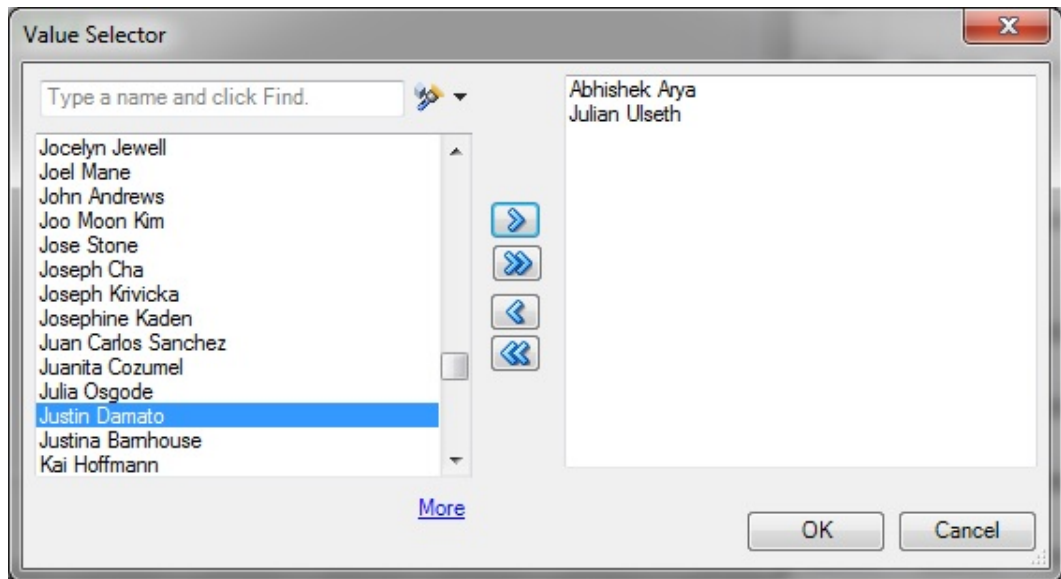 Value Selector
Type a name and click Find.
Jocelyn Jewell
Joel Mane
John Andrews
Joo Moon Kim
Jose Stone
Joseph Cha
Joseph Krivicka
Josephine Kaden
Juan Carlos Sanchez
Juanita Cozumel
Julia Osgode
Justin Damato
Justina Barnhouse
Kai Hoffmann
More
Abhishek Arya
Julian Ulseth
OK
Cancel